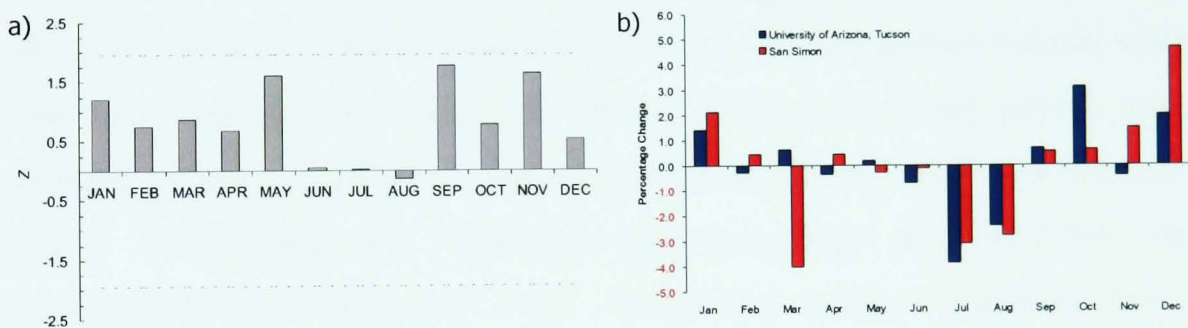 a)
2.5
1.5
0.5
-0.5
-1.5
-2.5
Z
JAN FEB MAR APR MAY JUN JUL AUG SEP OCT NOV DEC
b)
University of Arizona, Tucson
San Simon
6.0
5.0
4.0
3.0
2.0
1.0
0.0
-1.0
-2.0
-3.0
-4.0
-5.0
Percentage Change
Jan Feb Mar Apr May Jun Jul Aug Sep Oct Nov Dec